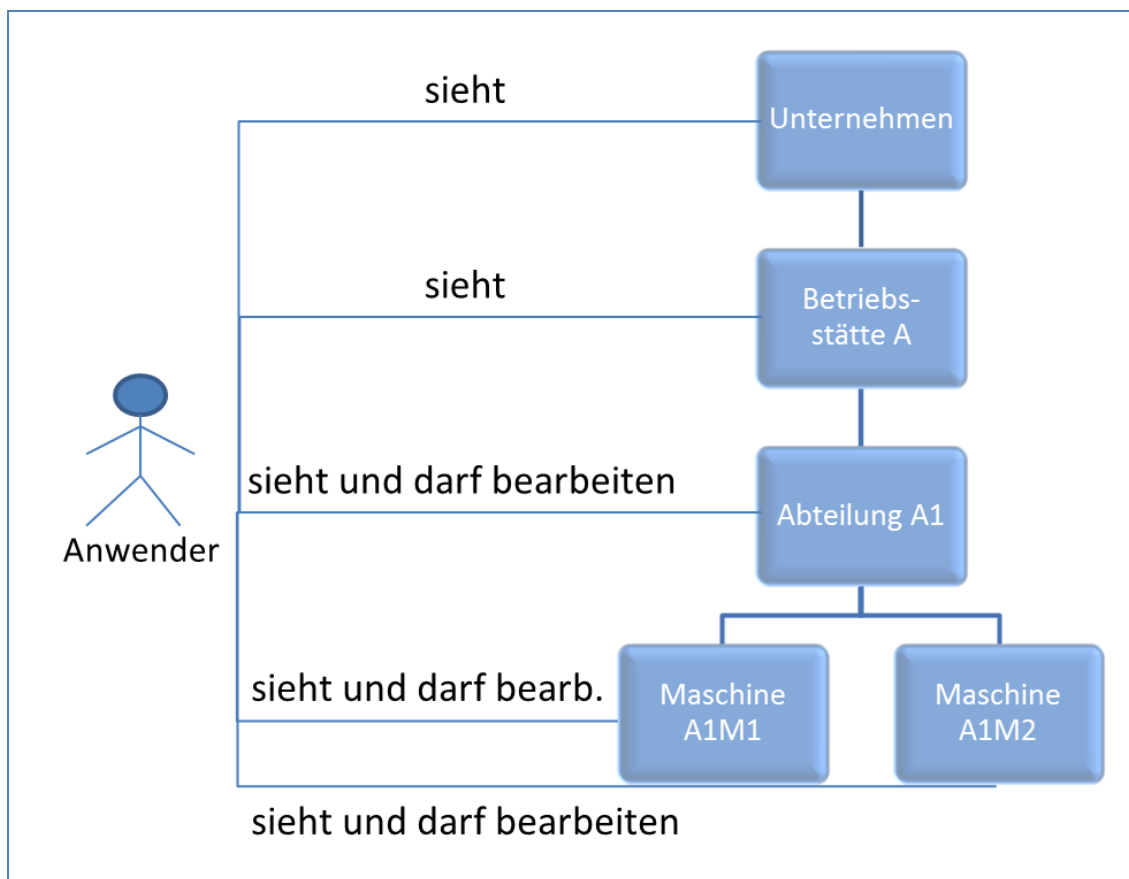 sieht
Unternehmen
sieht
Betriebs-
stätte A
sieht und darf bearbeiten
Abteilung A1
Anwender
sieht und darf bearb.
Maschine
A1M1
Maschine
A1M2
sieht und darf bearbeiten